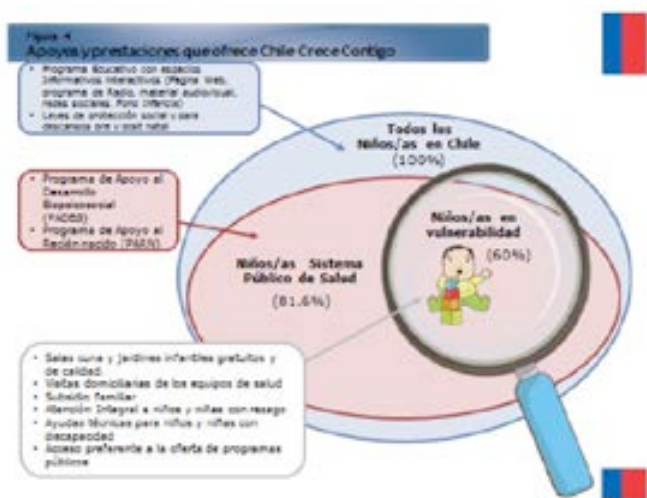 Figura 4
Apoyos y prestaciones que ofrece Chile Crece Contigo
• Programa Educativo con espacios
Informativos Interactivos (Página Web,
programa de Radio, material audiovisual,
redes sociales, Fono Infancia)
• Leyes de protección social y para
descansos pre y post natal
Todos los
Niños/as en Chile
(100%)
• Programa de Apoyo al
Desarrollo
Biopsicosocial
(PADBP)
• Programa de Apoyo al
Recién nacido (PARN)
Niños/as en
vulnerabilidad
(60%)
Niños/as Sistema
Público de Salud
(81.6%)
• Salas cuna y jardines infantiles gratuitos y
de calidad
• Visitas domiciliarias de los equipos de salud
• Subsidio familiar
• Atención Integral a niños y niñas con rezago
• Ayudas técnicas para niños y niñas con
discapacidad
• Acceso preferente a la oferta de programas
públicos